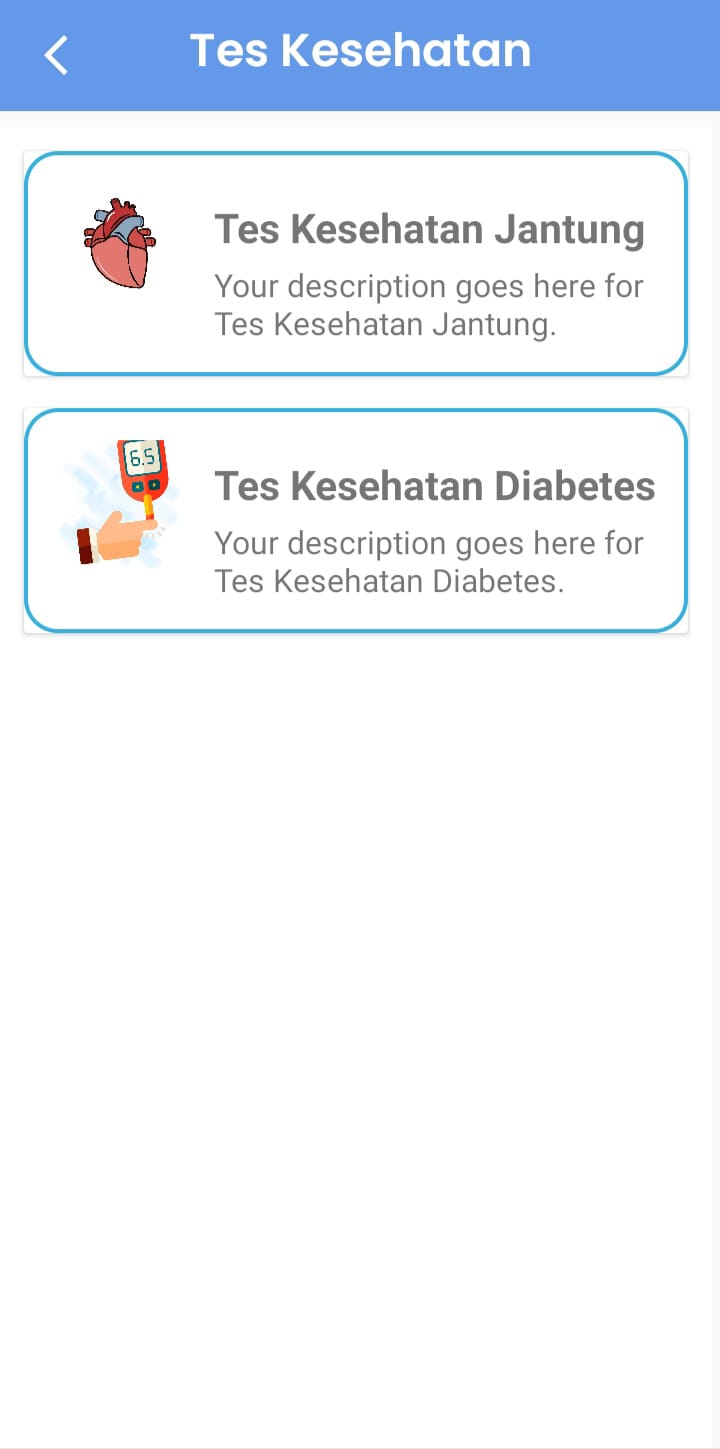 Tes Kesehatan
Tes Kesehatan Jantung
Your description goes here for
Tes Kesehatan Jantung.
6.5
Tes Kesehatan Diabetes
Your description goes here for
Tes Kesehatan Diabetes.